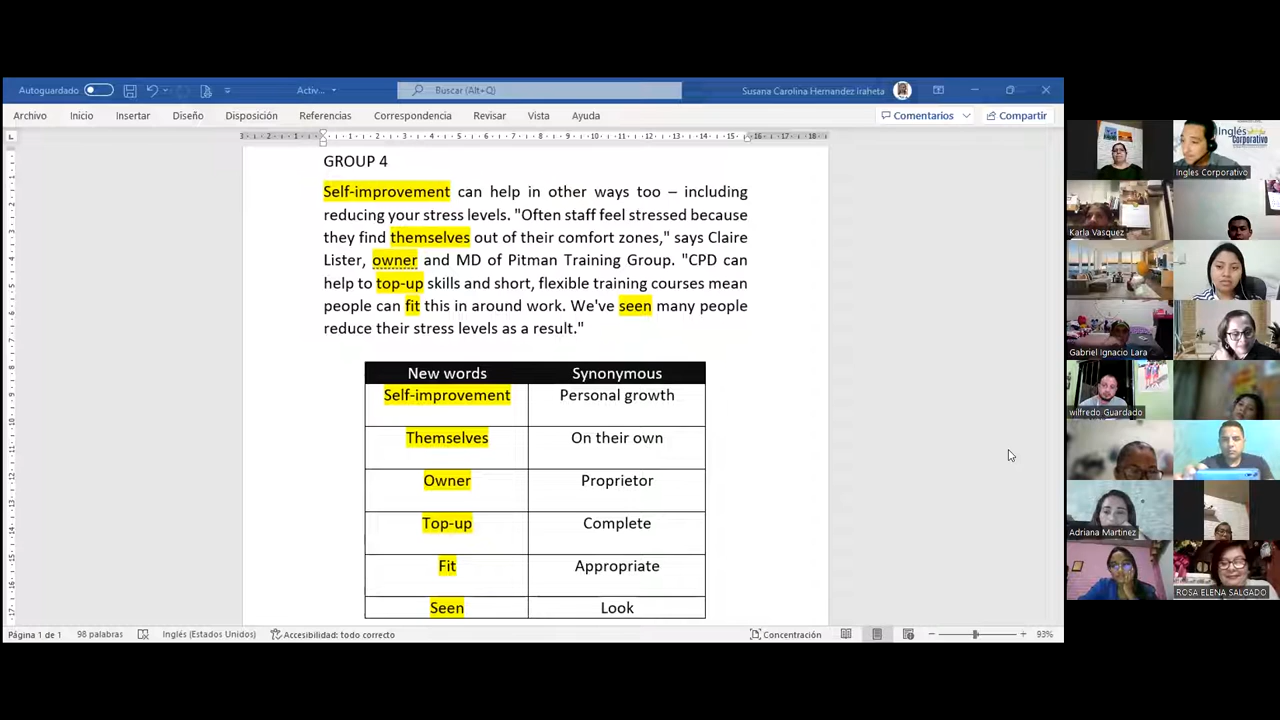 Autoguardado
Activ...
Buscar (Alt+Q)
Susana Carolina Hernandez iraheta
Archivo Inicio Insertar Diseño Disposición Referencias Correspondencia Revisar Vista Ayuda
Comentarios
Compartir
GROUP 4
Self-improvement can help in other ways too – including
reducing your stress levels. "Often staff feel stressed because
they find themselves out of their comfort zones," says Claire
Lister, owner and MD of Pitman Training Group. "CPD can
help to top-up skills and short, flexible training courses mean
people can fit this in around work. We've seen many people
reduce their stress levels as a result."
New words Synonymous
Self-improvement Personal growth
Themselves On their own
Owner Proprietor
Top-up Complete
Fit Appropriate
Seen Look
Página 1 de 1 98 palabras Inglés (Estados Unidos) Accesibilidad: todo correcto Concentración 93%
Inglés
Corporativo
Ingles Corporativo
Karla Vasquez
Gabriel Ignacio Lara
wilfredo Guardado
Adriana Martinez
ROSA ELENA SALGADO